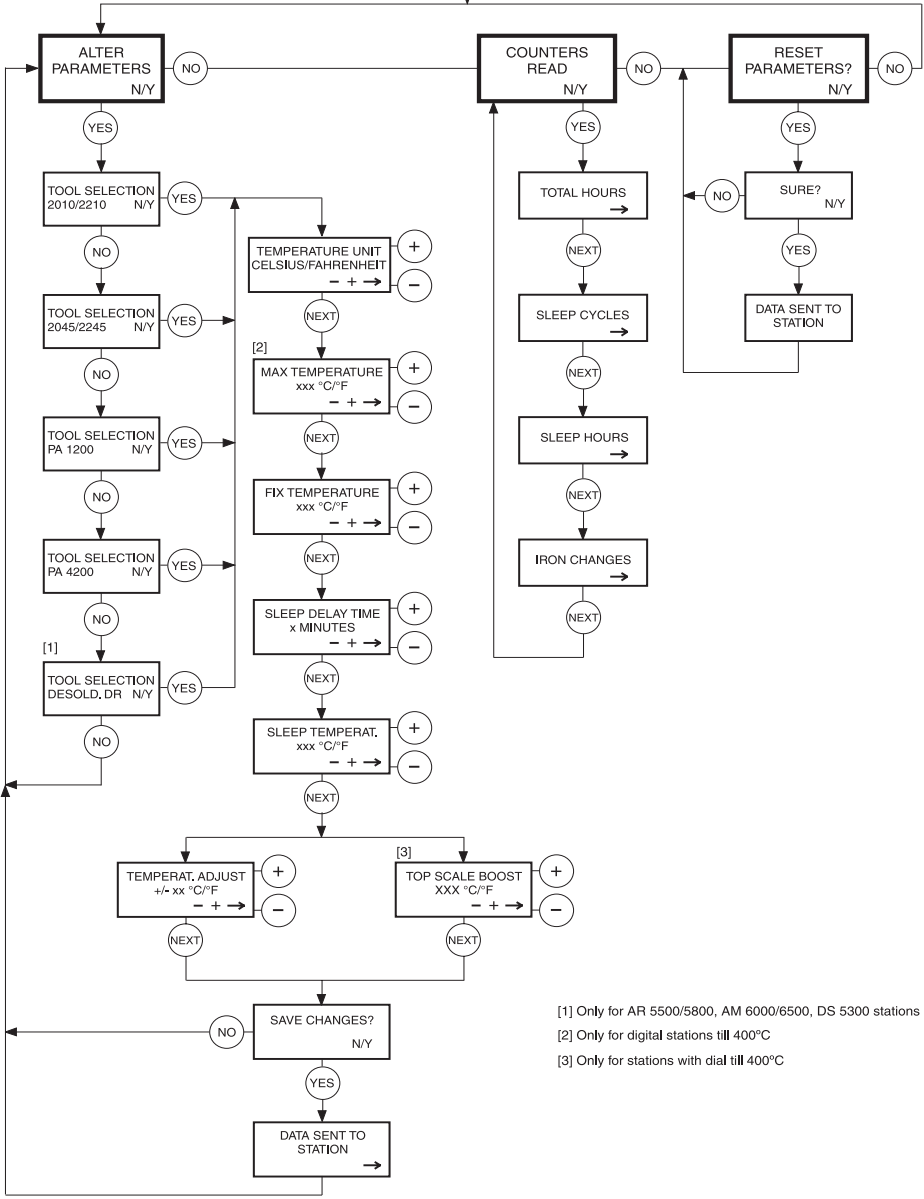 ALTER
PARAMETERS
N/Y
NO
YES
TOOL SELECTION
2010/2210 N/Y
YES
NO
TOOL SELECTION
2045/2245 N/Y
YES
NO
TOOL SELECTION
PA 1200 N/Y
YES
NO
TOOL SELECTION
PA 4200 N/Y
YES
NO
[1]
TOOL SELECTION
DESOLD. DR N/Y
YES
NO
TEMPERATURE UNIT
CELSIUS/FAHRENHEIT
− + →
+
−
NEXT
[2]
MAX TEMPERATURE
xxx °C/°F
− + →
+
−
NEXT
FIX TEMPERATURE
xxx °C/°F
− + →
+
−
NEXT
SLEEP DELAY TIME
x MINUTES
− + →
+
−
NEXT
SLEEP TEMPERAT.
xxx °C/°F
− + →
+
−
NEXT
TEMPERAT. ADJUST
+/- xx °C/°F
− + →
+
−
NEXT
[3]
TOP SCALE BOOST
XXX °C/°F
− + →
+
−
NEXT
SAVE CHANGES?
N/Y
NO
YES
DATA SENT TO
STATION
→
COUNTERS
READ
N/Y
NO
YES
TOTAL HOURS
→
NEXT
SLEEP CYCLES
→
NEXT
SLEEP HOURS
→
NEXT
IRON CHANGES
→
NEXT
RESET
PARAMETERS?
N/Y
NO
YES
SURE?
N/Y
NO
YES
DATA SENT TO
STATION
[1] Only for AR 5500/5800, AM 6000/6500, DS 5300 stations
[2] Only for digital stations till 400°C
[3] Only for stations with dial till 400°C